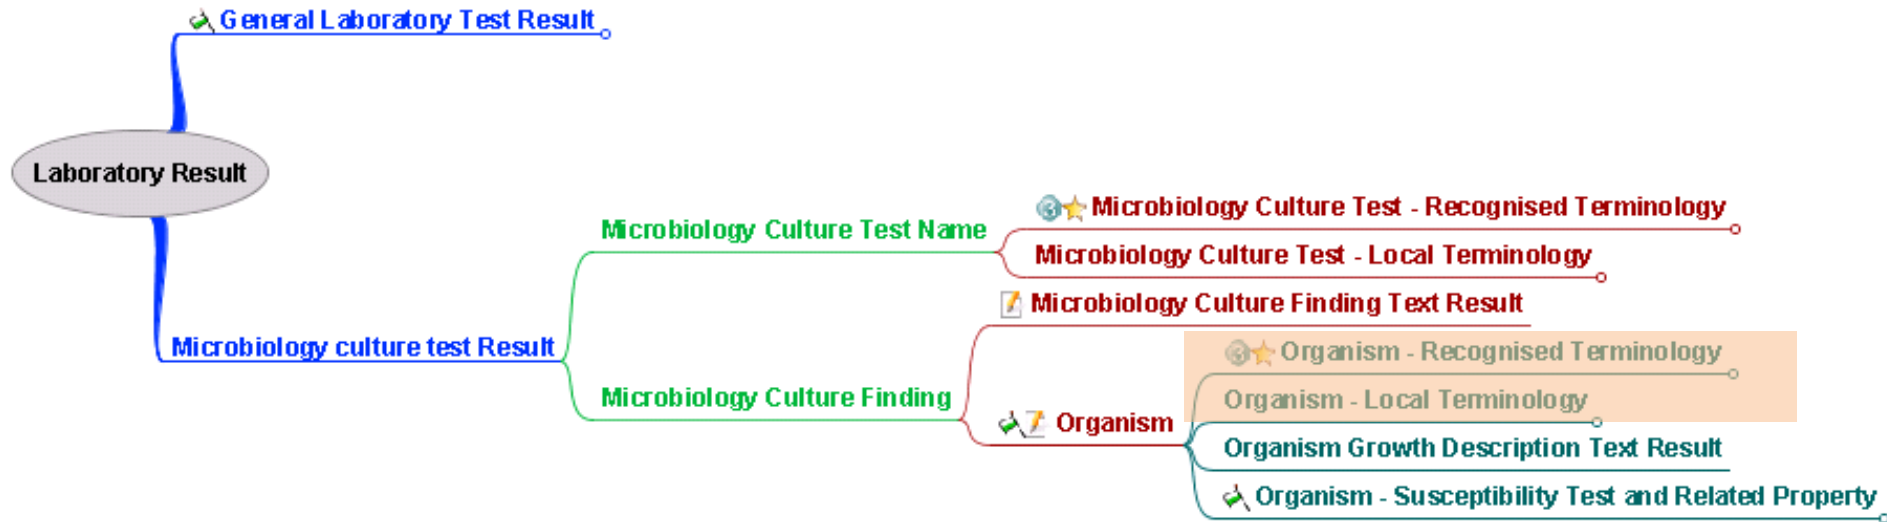 General Laboratory Test Result
Laboratory Result
Microbiology culture test Result
Microbiology Culture Test Name
Microbiology Culture Test - Recognised Terminology
Microbiology Culture Test - Local Terminology
Microbiology Culture Finding
Microbiology Culture Finding Text Result
Organism
Organism - Recognised Terminology
Organism - Local Terminology
Organism Growth Description Text Result
Organism - Susceptibility Test and Related Property